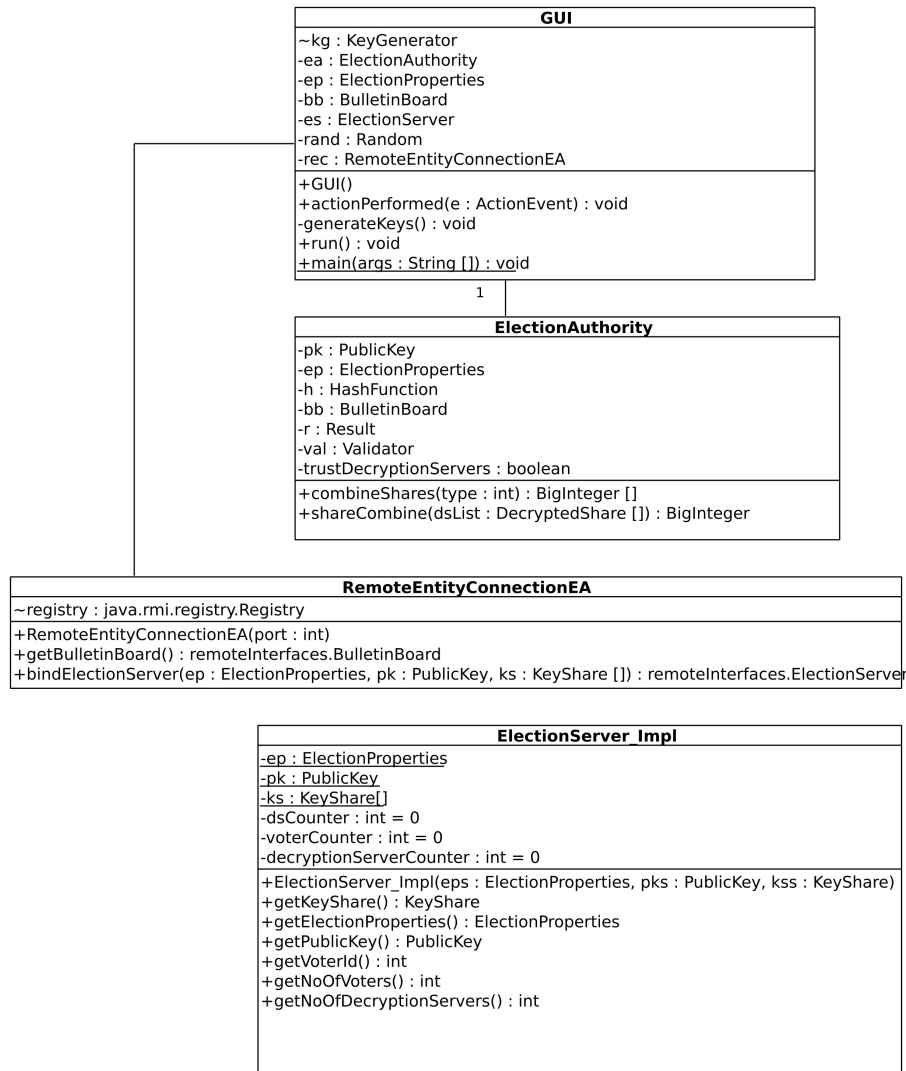 GUI
~kg : KeyGenerator
-ea : ElectionAuthority
-ep : ElectionProperties
-bb : BulletinBoard
-es : ElectionServer
-rand : Random
-rec : RemoteEntityConnectionEA
+GUI()
+actionPerformed(e : ActionEvent) : void
-generateKeys() : void
+run() : void
+main(args : String []) : void
1
ElectionAuthority
-pk : PublicKey
-ep : ElectionProperties
-h : HashFunction
-bb : BulletinBoard
-r : Result
-val : Validator
-trustDecryptionServers : boolean
+combineShares(type : int) : BigInteger []
+shareCombine(dsList : DecryptedShare []) : BigInteger
RemoteEntityConnectionEA
~registry : java.rmi.registry.Registry
+RemoteEntityConnectionEA(port : int)
+getBulletinBoard() : remoteInterfaces.BulletinBoard
+bindElectionServer(ep : ElectionProperties, pk : PublicKey, ks : KeyShare []) : remoteInterfaces.ElectionServer
ElectionServer_Impl
-ep : ElectionProperties
-pk : PublicKey
-ks : KeyShare[]
-dsCounter : int = 0
-voterCounter : int = 0
-decryptionServerCounter : int = 0
+ElectionServer_Impl(eps : ElectionProperties, pks : PublicKey, kss : KeyShare)
+getKeyShare() : KeyShare
+getElectionProperties() : ElectionProperties
+getPublicKey() : PublicKey
+getVoterId() : int
+getNoOfVoters() : int
+getNoOfDecryptionServers() : int